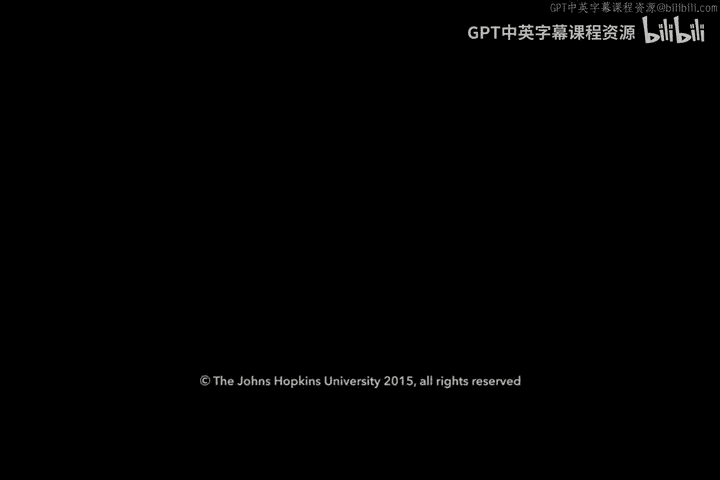 GPT中英字幕课程资源@bilibili.com
GPT中英字幕课程资源 bilibili
© The Johns Hopkins University 2015, all rights reserved